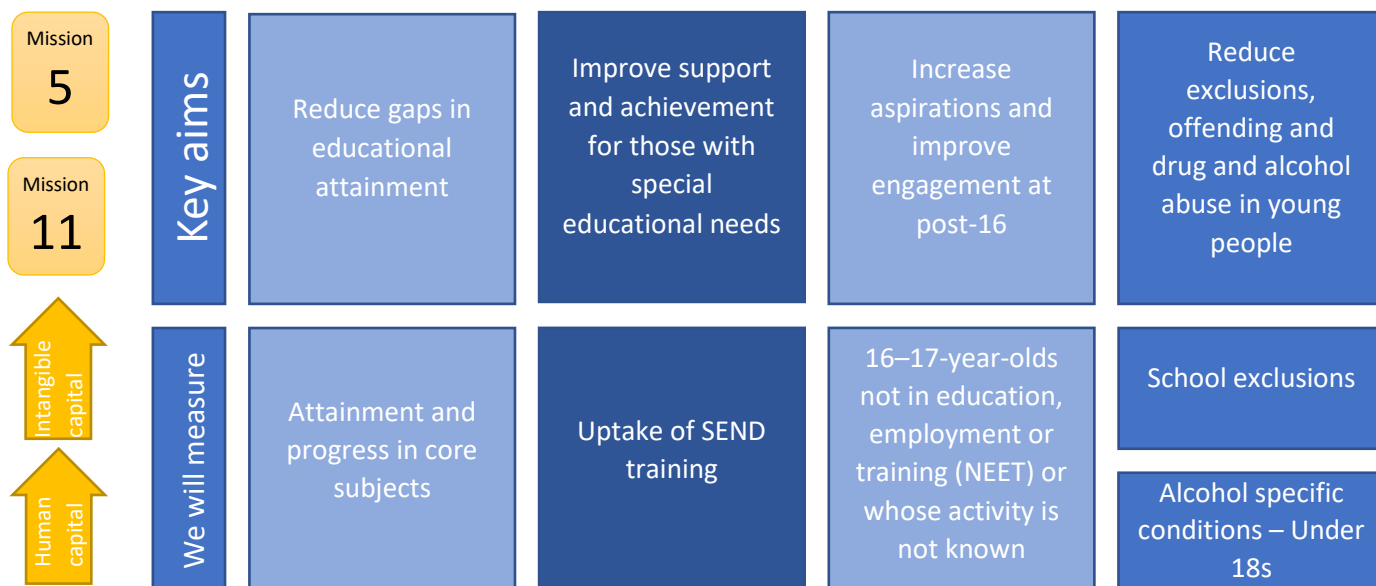 Mission
5
Mission
11
Intangible
capital
Human
capital
Key aims
Reduce gaps in
educational
attainment
Improve support
and achievement
for those with
special
educational needs
Increase
aspirations and
improve
engagement at
post-16
Reduce
exclusions,
offending and
drug and alcohol
abuse in young
people
We will measure
Attainment and
progress in core
subjects
Uptake of SEND
training
16–17-year-olds
not in education,
employment or
training (NEET) or
whose activity is
not known
School exclusions
Alcohol specific
conditions – Under
18s